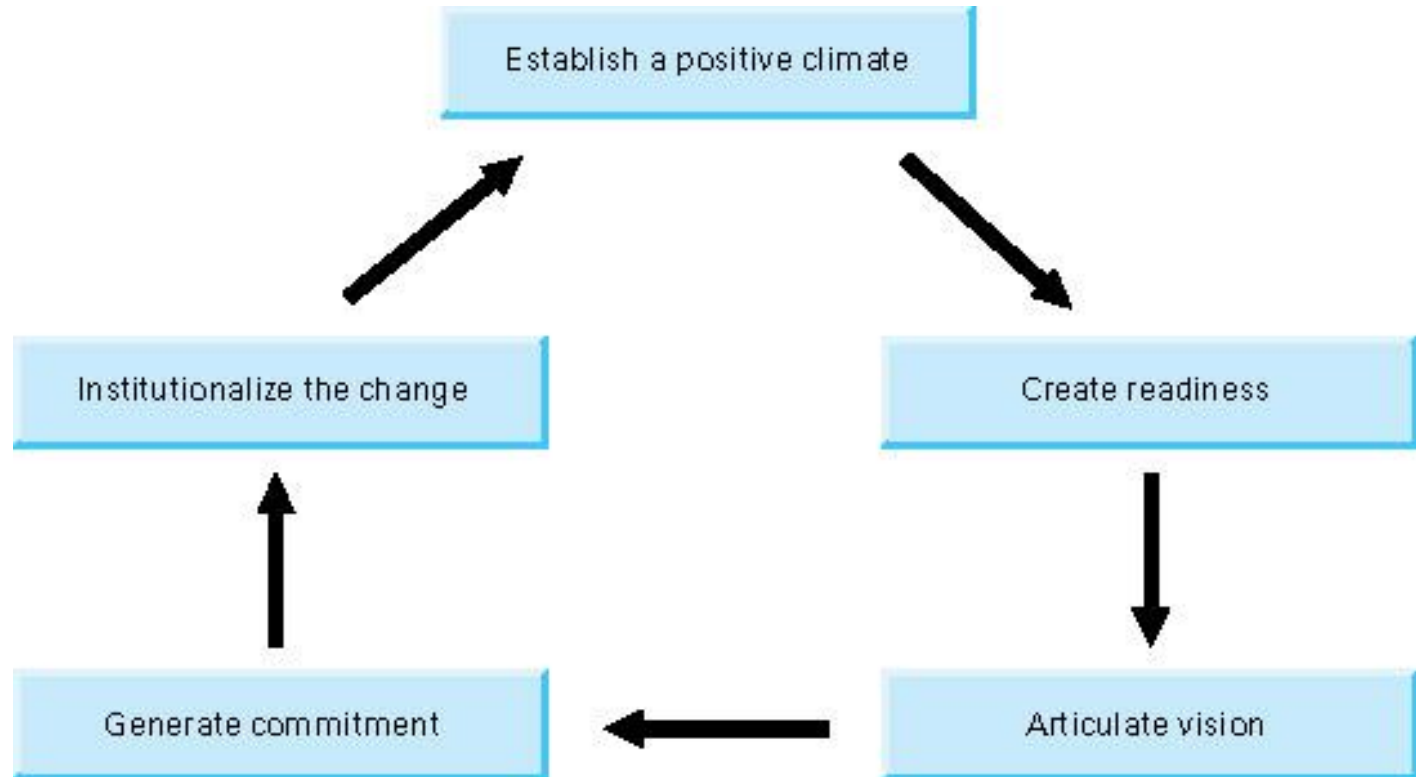 Establish a positive climate
Institutionalize the change
Create readiness
Generate commitment
Articulate vision